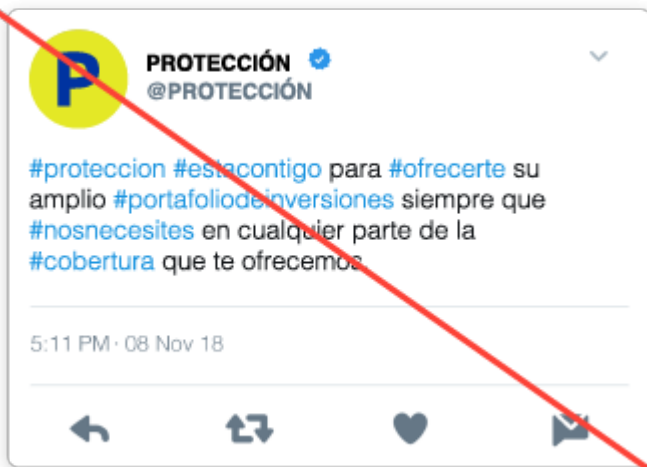 P
PROTECCIÓN
@PROTECCIÓN
#proteccion #estacontigo para #ofrecerte su
amplio #portafoliodeinversiones siempre que
#nosnecesites en cualquier parte de la
#cobertura que te ofrecemos.
5:11 PM · 08 Nov 18